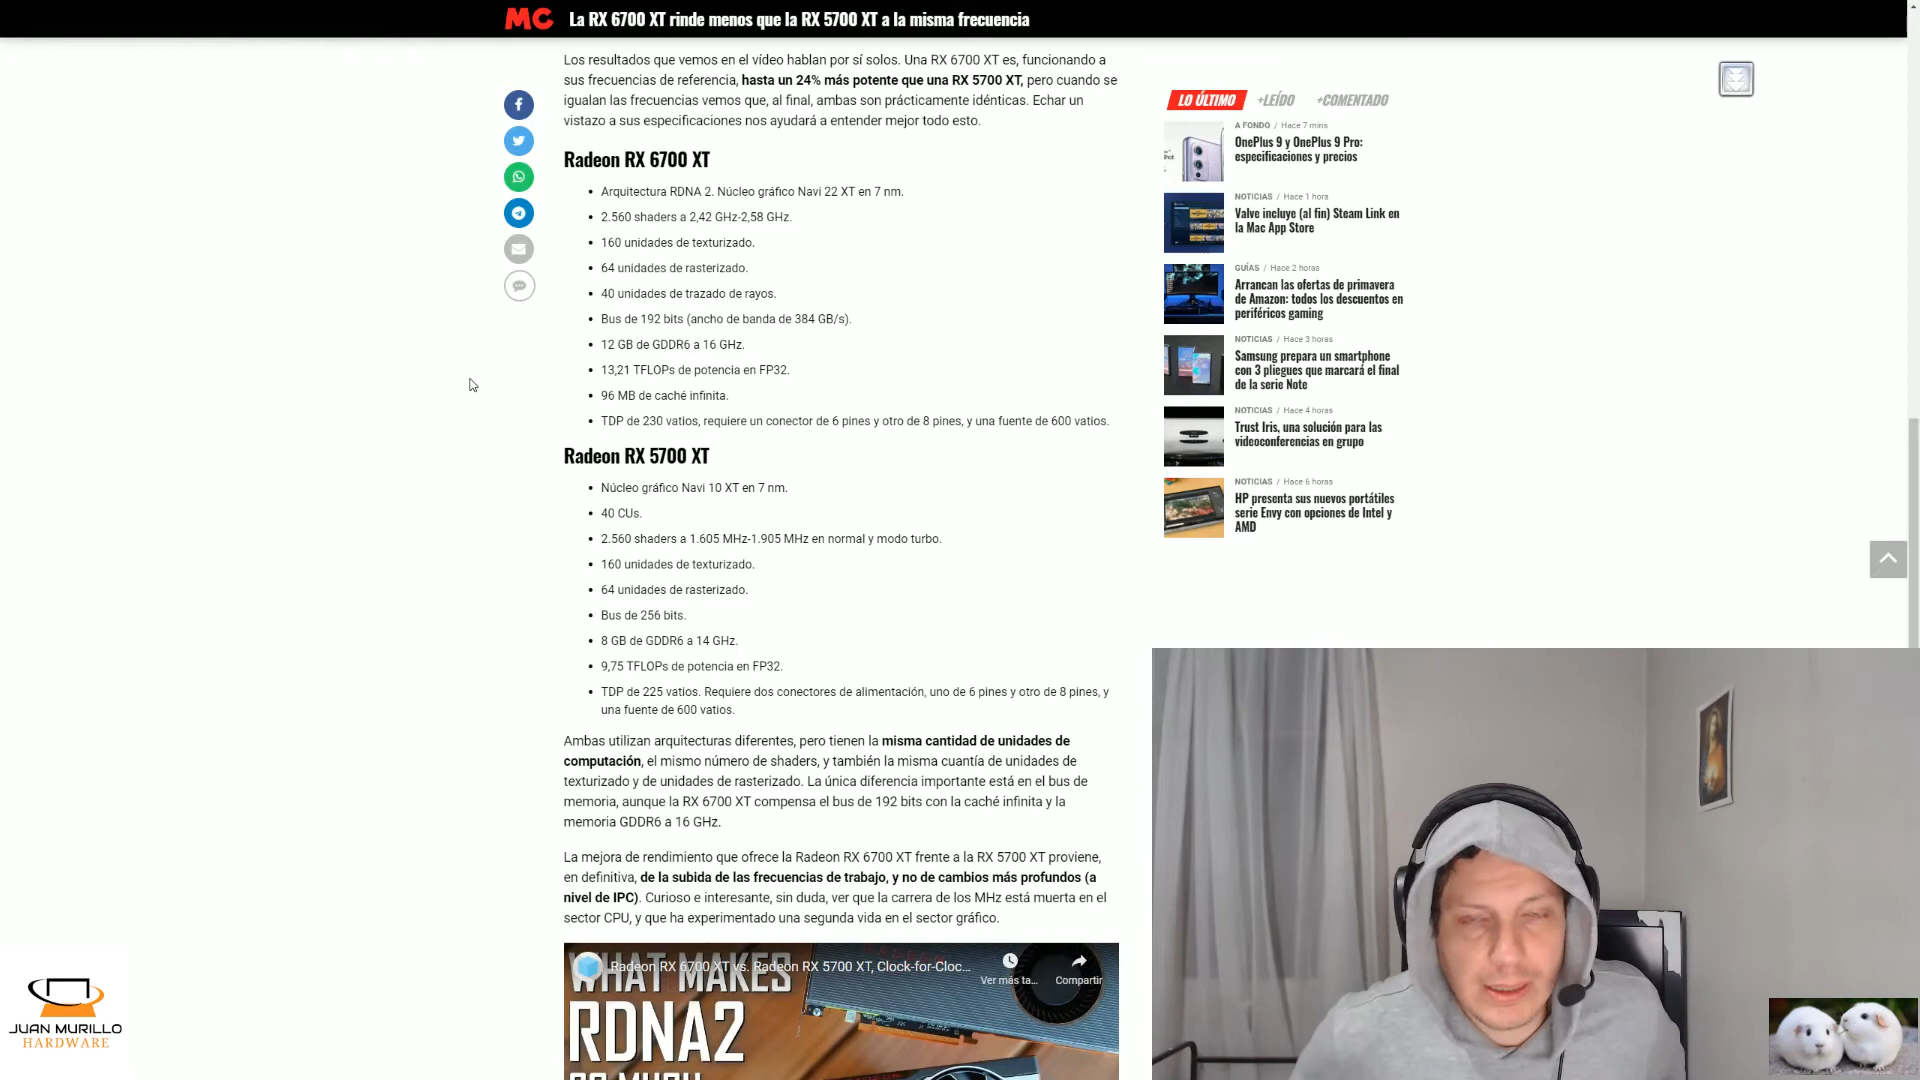 MC La RX 6700 XT rinde menos que la RX 5700 XT a la misma frecuencia
Los resultados que vemos en el vídeo hablan por sí solos. Una RX 6700 XT es, funcionando a
sus frecuencias de referencia, hasta un 24% más potente que una RX 5700 XT, pero cuando se
igualan las frecuencias vemos que, al final, ambas son prácticamente idénticas. Echar un
vistazo a sus especificaciones nos ayudará a entender mejor todo esto.
Radeon RX 6700 XT
Arquitectura RDNA 2. Núcleo gráfico Navi 22 XT en 7 nm.
2.560 shaders a 2,42 GHz-2,58 GHz.
160 unidades de texturizado.
64 unidades de rasterizado.
40 unidades de trazado de rayos.
Bus de 192 bits (ancho de banda de 384 GB/s).
12 GB de GDDR6 a 16 GHz.
13,21 TFLOPs de potencia en FP32.
96 MB de caché infinita.
TDP de 230 vatios, requiere un conector de 6 pines y otro de 8 pines, y una fuente de 600 vatios.
Radeon RX 5700 XT
Núcleo gráfico Navi 10 XT en 7 nm.
40 CUs.
2.560 shaders a 1.605 MHz-1.905 MHz en normal y modo turbo.
160 unidades de texturizado.
64 unidades de rasterizado.
Bus de 256 bits.
8 GB de GDDR6 a 14 GHz.
9,75 TFLOPs de potencia en FP32.
TDP de 225 vatios. Requiere dos conectores de alimentación, uno de 6 pines y otro de 8 pines, y
una fuente de 600 vatios.
Ambas utilizan arquitecturas diferentes, pero tienen la misma cantidad de unidades de
computación, el mismo número de shaders, y también la misma cuantía de unidades de
texturizado y de unidades de rasterizado. La única diferencia importante está en el bus de
memoria, aunque la RX 6700 XT compensa el bus de 192 bits con la caché infinita y la
memoria GDDR6 a 16 GHz.
La mejora de rendimiento que ofrece la Radeon RX 6700 XT frente a la RX 5700 XT proviene,
en definitiva, de la subida de las frecuencias de trabajo, y no de cambios más profundos (a
nivel de IPC). Curioso e interesante, sin duda, ver que la carrera de los MHz está muerta en el
sector CPU, y que ha experimentado una segunda vida en el sector gráfico.
Radeon RX 6700 XT vs. Radeon RX 5700 XT, Clock-for-Cloc...
Ver más ta... Compartir
WHAT MAKES
RDNA2
SO MUCH
LO ÚLTIMO +LEÍDO +COMENTADO
A FONDO / Hace 7 mins
OnePlus 9 y OnePlus 9 Pro:
especificaciones y precios
NOTICIAS / Hace 1 hora
Valve incluye (al fin) Steam Link en
la Mac App Store
GUÍAS / Hace 2 horas
Arrancan las ofertas de primavera
de Amazon: todos los descuentos en
periféricos gaming
NOTICIAS / Hace 3 horas
Samsung prepara un smartphone
con 3 pliegues que marcará el final
de la serie Note
NOTICIAS / Hace 4 horas
Trust Iris, una solución para las
videoconferencias en grupo
NOTICIAS / Hace 6 horas
HP presenta sus nuevos portátiles
serie Envy con opciones de Intel y
AMD
JUAN MURILLO
HARDWARE